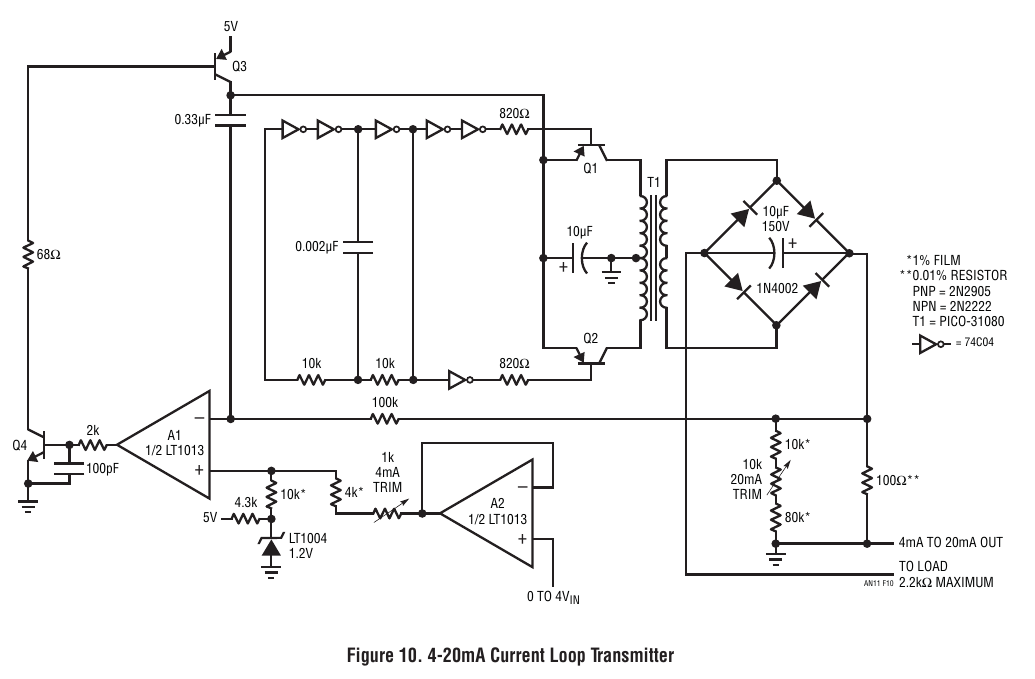 5V
Q3
0.33µF
820Ω
Q1
T1
10µF
150V
+
68Ω
0.002µF
10µF
+
1N4002
*1% FILM
**0.01% RESISTOR
PNP = 2N2905
NPN = 2N2222
T1 = PICO-31080
= 74C04
Q2
10k
10k
820Ω
100k
2k
Q4
100pF
A1
1/2 LT1013
−
+
10k*
10k
20mA
TRIM
80k*
100Ω**
1k
4mA
TRIM
4k*
10k*
4.3k
5V
LT1004
1.2V
A2
1/2 LT1013
−
+
0 TO 4VIN
4mA TO 20mA OUT
TO LOAD
2.2kΩ MAXIMUM
AN11 F10
Figure 10. 4-20mA Current Loop Transmitter